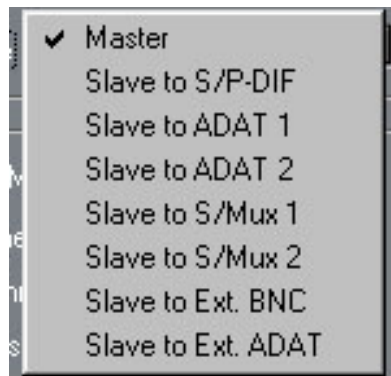 Master
Slave to S/P-DIF
Slave to ADAT 1
Slave to ADAT 2
Slave to S/Mux 1
Slave to S/Mux 2
Slave to Ext. BNC
Slave to Ext. ADAT